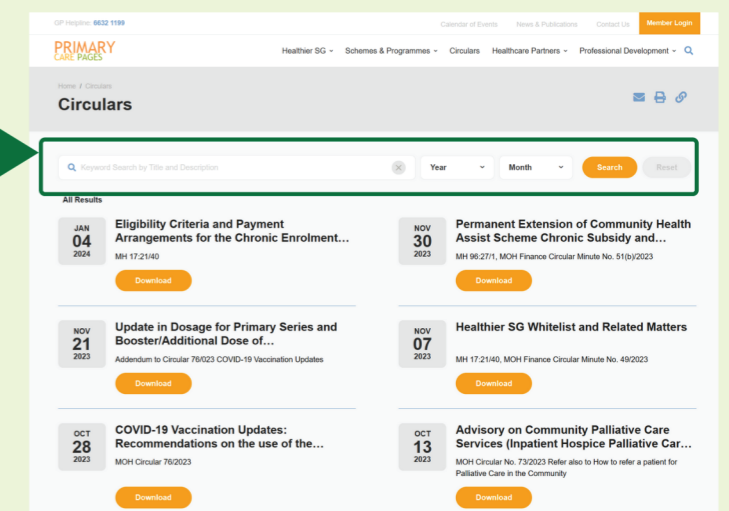 GP Helpline: 6632 1199
Calendar of Events News & Publications Contact Us Member Login
PRIMARY
CARE PAGES
Healthier SG Schemes & Programmes Circulars Healthcare Partners Professional Development
Home / Circulars
Circulars
Keyword Search by Title and Description Year Month Search Reset
All Results
JAN
04
2024
Eligibility Criteria and Payment
Arrangements for the Chronic Enrolment...
MH 17:21/40
Download
NOV
30
2023
Permanent Extension of Community Health
Assist Scheme Chronic Subsidy and...
MH 96:27/1, MOH Finance Circular Minute No. 51(b)/2023
Download
NOV
21
2023
Update in Dosage for Primary Series and
Booster/Additional Dose of...
Addendum to Circular 76/023 COVID-19 Vaccination Updates
Download
NOV
07
2023
Healthier SG Whitelist and Related Matters
MH 17:21/40, MOH Finance Circular Minute No. 49/2023
Download
OCT
28
2023
COVID-19 Vaccination Updates:
Recommendations on the use of the...
MOH Circular 76/2023
Download
OCT
13
2023
Advisory on Community Palliative Care
Services (Inpatient Hospice Palliative Car...
MOH Circular No. 73/2023 Refer also to How to refer a patient for
Palliative Care in the Community
Download